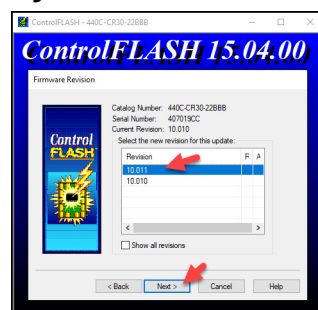 ControlFLASH - 440C-CR30-22BBB
ControlFLASH 15.04.00
Firmware Revision
Catalog Number: 440C-CR30-22BBB
Serial Number: 407019CC
Current Revision: 10.010
Select the new revision for this update:
Control
FLASH
Revision F A
10.011
10.010
Show all revisions
< Back Next > Cancel Help